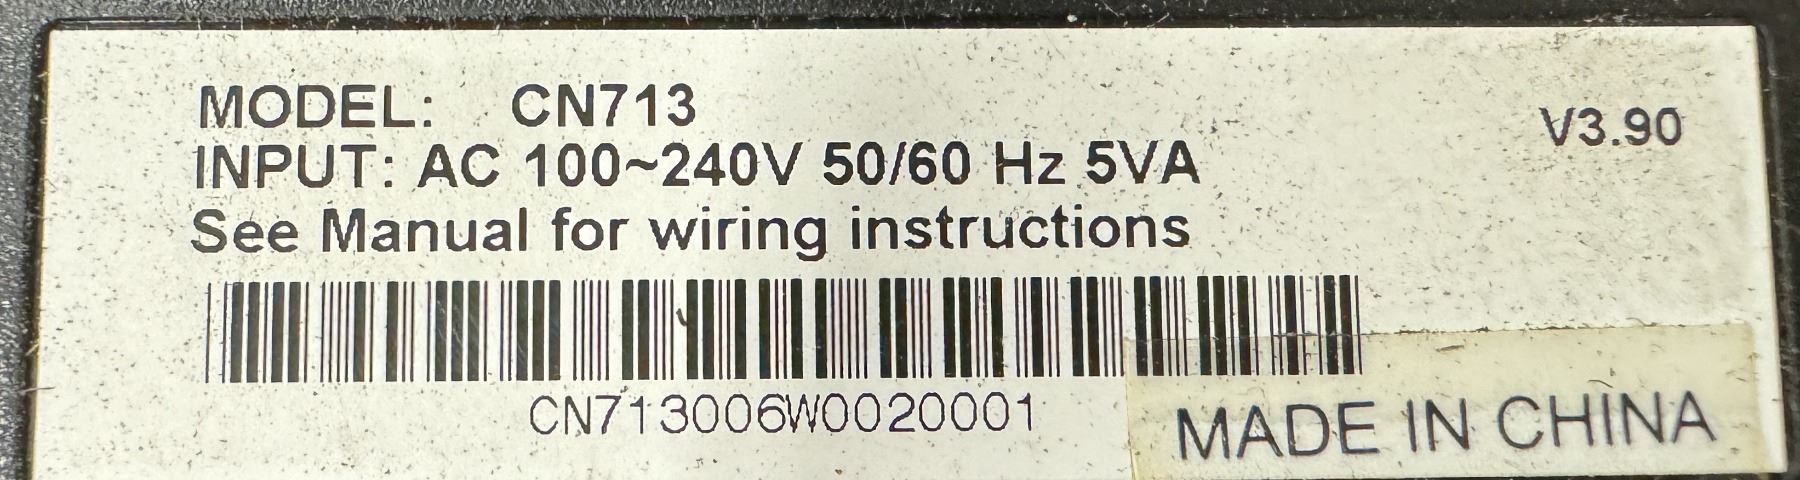 MODEL: CN713
V3.90
INPUT: AC 100~240V 50/60 Hz 5VA
See Manual for wiring instructions
CN713006W0020001
MADE IN CHINA